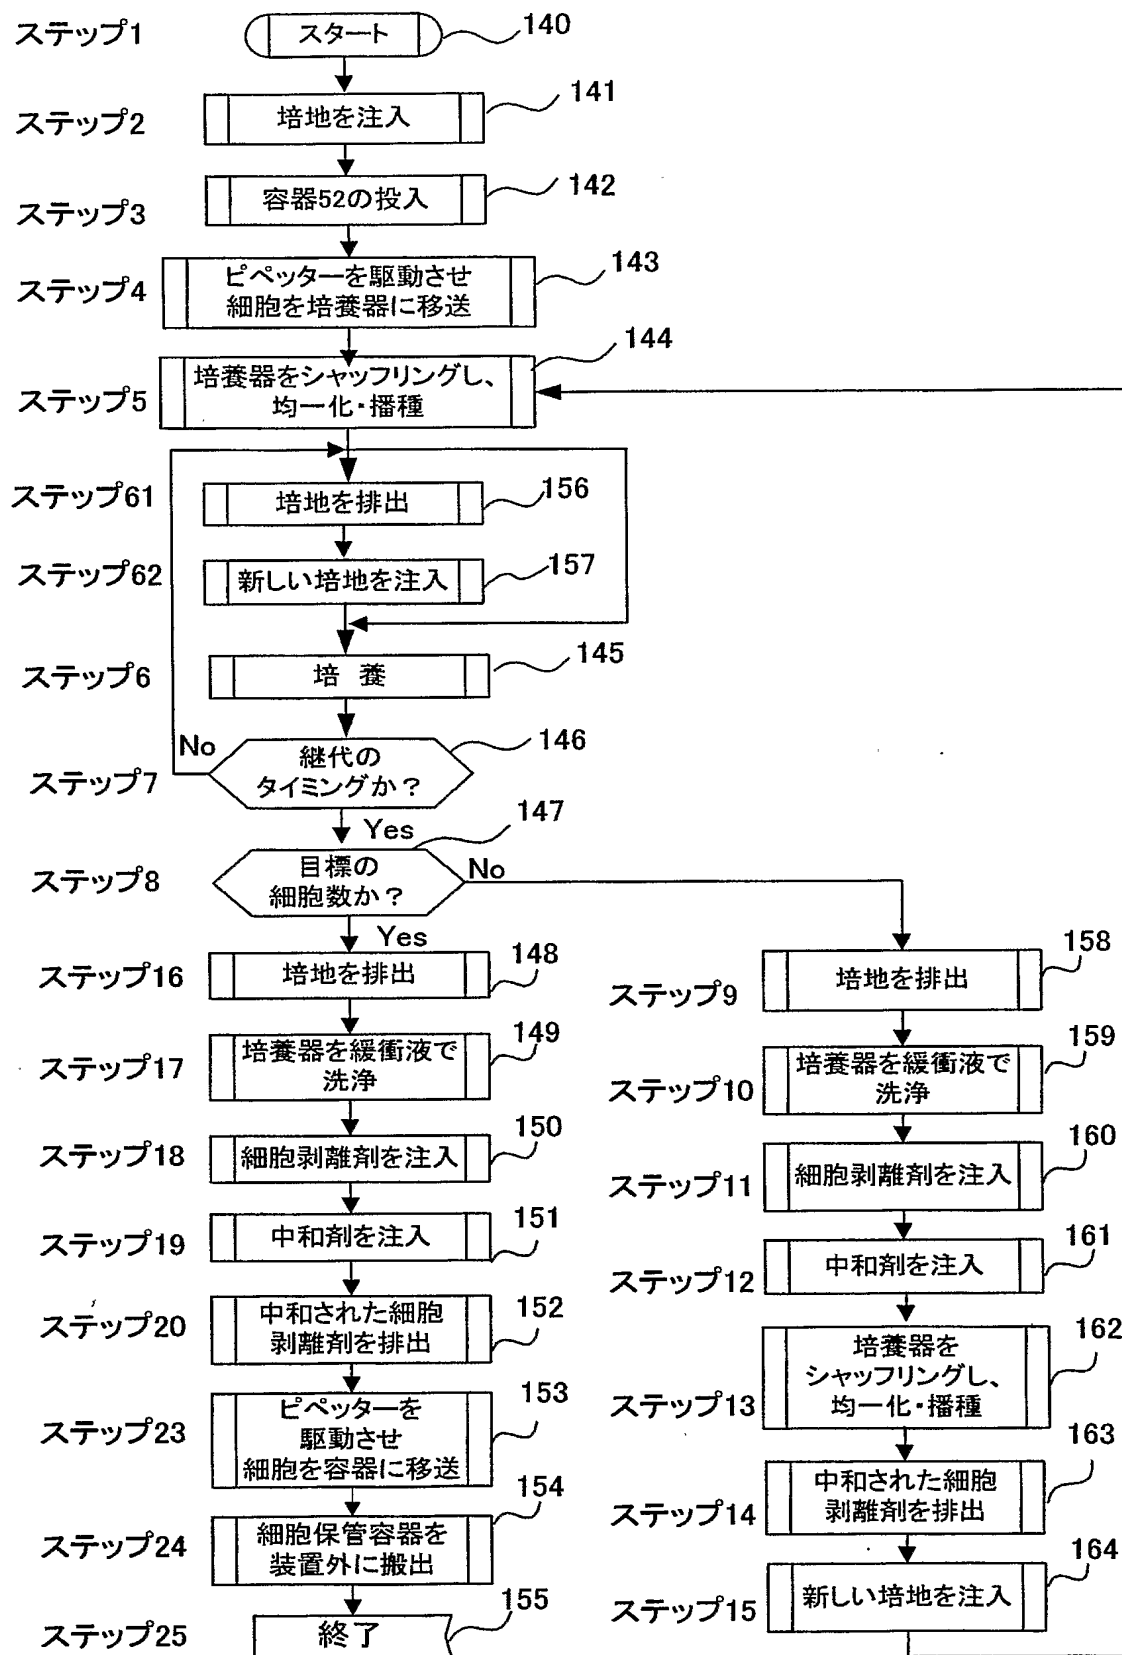 ステップ1
スタート
140
ステップ2
培地を注入
141
ステップ3
容器52の投入
142
ステップ4
ピペッターを駆動させ
細胞を培養器に移送
143
ステップ5
培養器をシャッフリングし、
均一化・播種
144
ステップ61
培地を排出
156
ステップ62
新しい培地を注入
157
ステップ6
培 養
145
No
ステップ7
継代の
タイミングか?
146
Yes
ステップ8
目標の
細胞数か?
147
No
Yes
ステップ16
培地を排出
148
ステップ17
培養器を緩衝液で
洗浄
149
ステップ18
細胞剥離剤を注入
150
ステップ19
中和剤を注入
151
ステップ20
中和された細胞
剥離剤を排出
152
ステップ23
ピペッターを
駆動させ
細胞を容器に移送
153
ステップ24
細胞保管容器を
装置外に搬出
154
ステップ25
終了
155
ステップ9
培地を排出
158
ステップ10
培養器を緩衝液で
洗浄
159
ステップ11
細胞剥離剤を注入
160
ステップ12
中和剤を注入
161
ステップ13
培養器を
シャッフリングし、
均一化・播種
162
ステップ14
中和された細胞
剥離剤を排出
163
ステップ15
新しい培地を注入
164